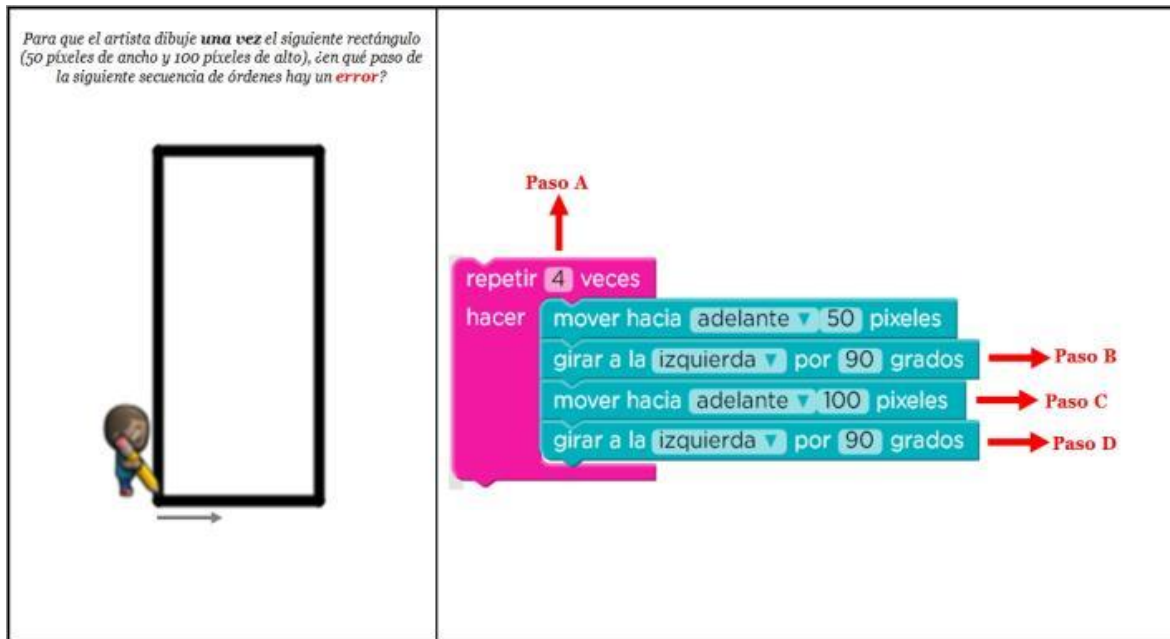 Para que el artista dibuje una vez el siguiente rectángulo
(50 píxeles de ancho y 100 píxeles de alto), ¿en qué paso de
la siguiente secuencia de órdenes hay un error?
Paso A
repetir 4 veces
hacer
mover hacia adelante 50 pixeles
girar a la izquierda por 90 grados
Paso B
mover hacia adelante 100 pixeles
Paso C
girar a la izquierda por 90 grados
Paso D